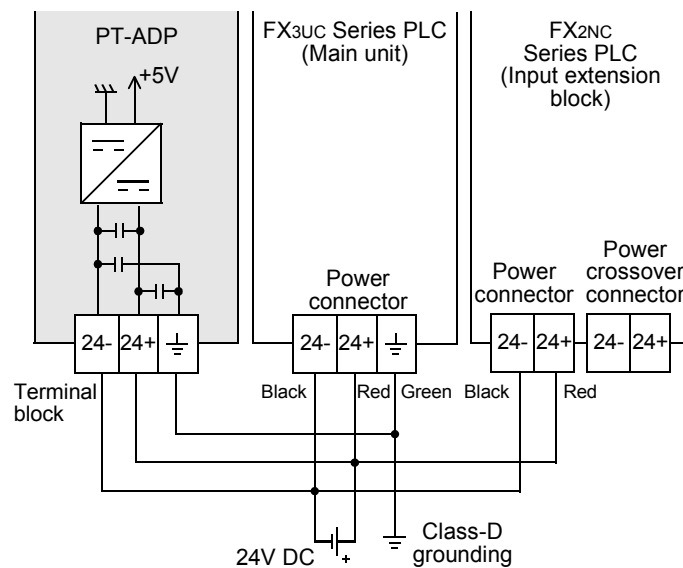 PT-ADP
+5V
FX3UC Series PLC
(Main unit)
FX2NC
Series PLC
(Input extension
block)
Power
connector
Power
connector
Power
crossover
connector
24- 24+
24- 24+
24- 24+
24- 24+
Terminal
block
Black Red Green
Black Red
24V DC
+
Class-D
grounding